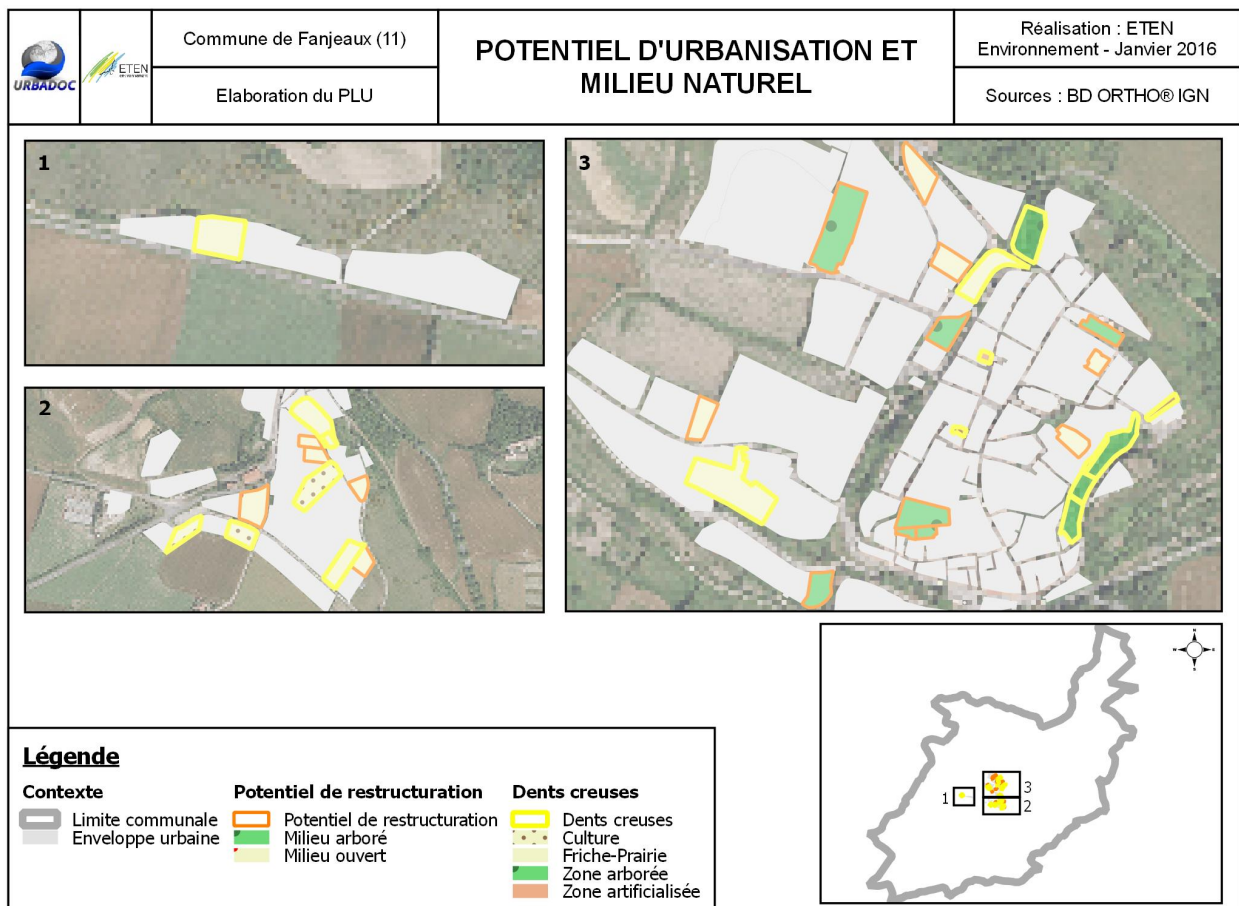 URBADOC
ETEN
Commune de Fanjeaux (11)
Elaboration du PLU
POTENTIEL D'URBANISATION ET
MILIEU NATUREL
Réalisation : ETEN
Environnement - Janvier 2016
Sources : BD ORTHO® IGN
1
2
3
N
W
E
S
1
3
2
Légende
Contexte
Limite communale
Enveloppe urbaine
Potentiel de restructuration
Potentiel de restructuration
Milieu arboré
Milieu ouvert
Dents creuses
Dents creuses
Culture
Friche-Prairie
Zone arborée
Zone artificialisée